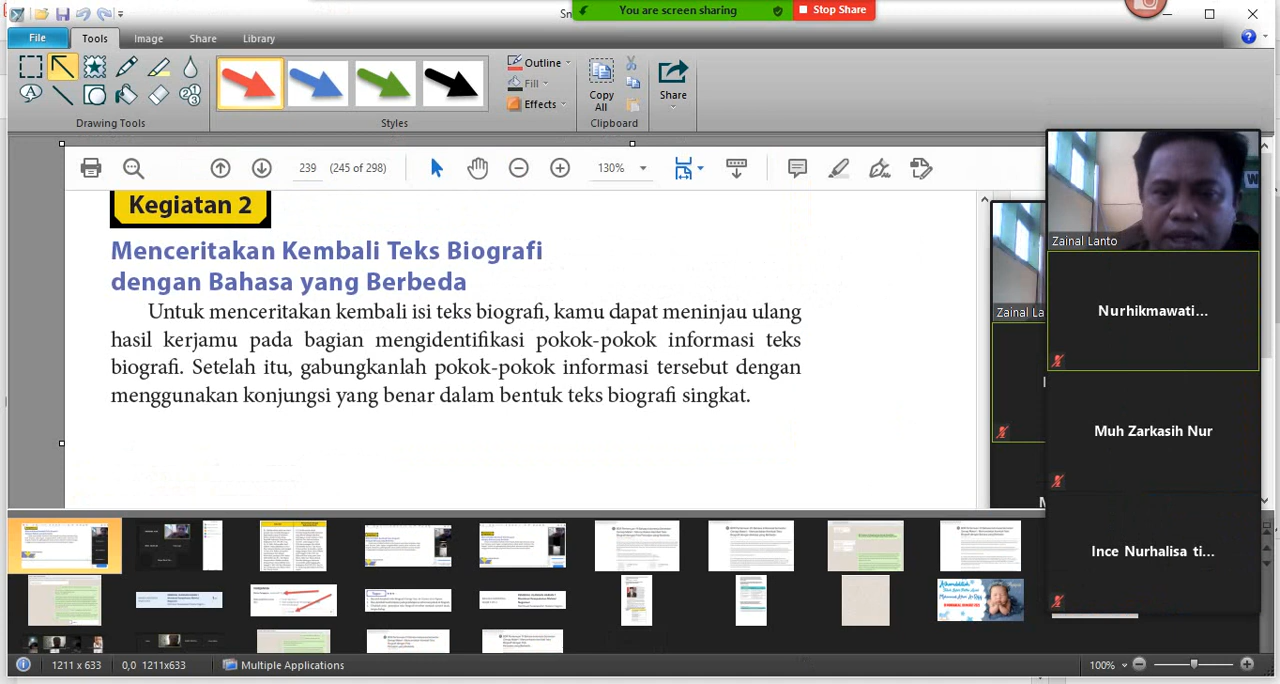 Sn
You are screen sharing
Stop Share
File
Tools
Image
Share
Library
Outline
Fill
Effects
Copy
All
Share
Drawing Tools
Styles
Clipboard
239
(245 of 298)
130%
Kegiatan 2
Menceritakan Kembali Teks Biografi
dengan Bahasa yang Berbeda
Untuk menceritakan kembali isi teks biografi, kamu dapat meninjau ulang
hasil kerjamu pada bagian mengidentifikasi pokok-pokok informasi teks
biografi. Setelah itu, gabungkanlah pokok-pokok informasi tersebut dengan
menggunakan konjungsi yang benar dalam bentuk teks biografi singkat.
Zainal La
Zainal Lanto
Nurhikmawati...
Muh Zarkasih Nur
Ince Nurhalisa ti...
1211 x 633
0,0 1211x633
Multiple Applications
100%